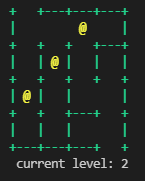 +   +---+---+---+
|         @     |
+   +   +   +---+
|   | @ |       |
+   +   +   +   +
| @ |   |       |
+   +   +---+   +
|   |           |
+---+---+---+   +
current level: 2